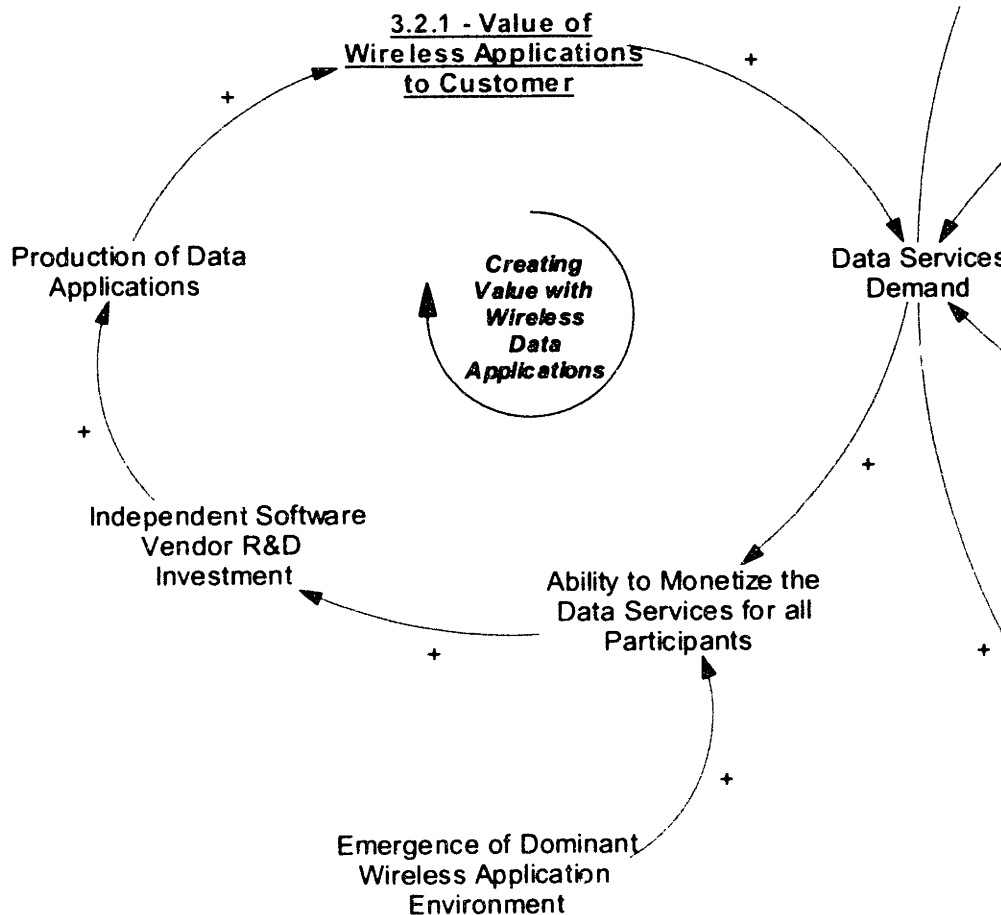 3.2.1 - Value of
Wireless Applications
to Customer
+
+
Production of Data
Applications
Creating
Value with
Wireless
Data
Applications
Data Services
Demand
+
+
Independent Software
Vendor R&D
Investment
Ability to Monetize the
Data Services for all
Participants
+
+
+
Emergence of Dominant
Wireless Application
Environment